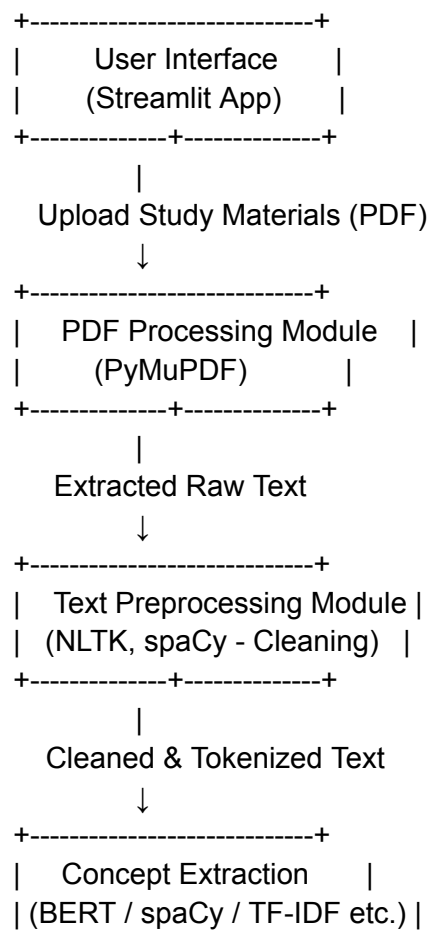 +-----------------------------+
|       User Interface       |
|      (Streamlit App)      |
+--------------+--------------+
|
Upload Study Materials (PDF)
↓
+-----------------------------+
|    PDF Processing Module    |
|       (PyMuPDF)           |
+--------------+--------------+
|
Extracted Raw Text
↓
+-----------------------------+
|   Text Preprocessing Module |
|  (NLTK, spaCy - Cleaning)   |
+--------------+--------------+
|
Cleaned & Tokenized Text
↓
+-----------------------------+
|    Concept Extraction       |
| (BERT / spaCy / TF-IDF etc.) |